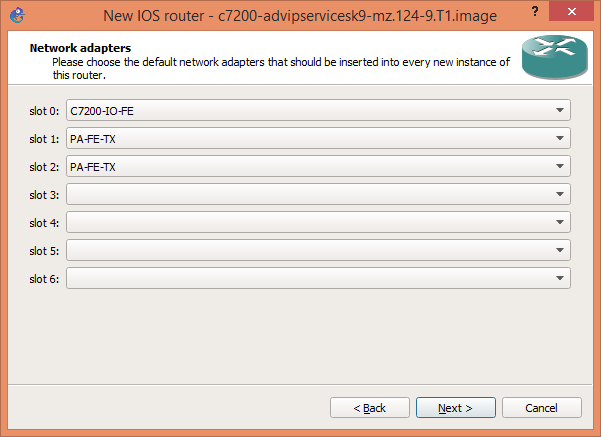 New IOS router - c7200-advipservicesk9-mz.124-9.T1.image
Network adapters
Please choose the default network adapters that should be inserted into every new instance of
this router.
slot 0: C7200-IO-FE
slot 1: PA-FE-TX
slot 2: PA-FE-TX
slot 3:
slot 4:
slot 5:
slot 6:
< Back Next > Cancel